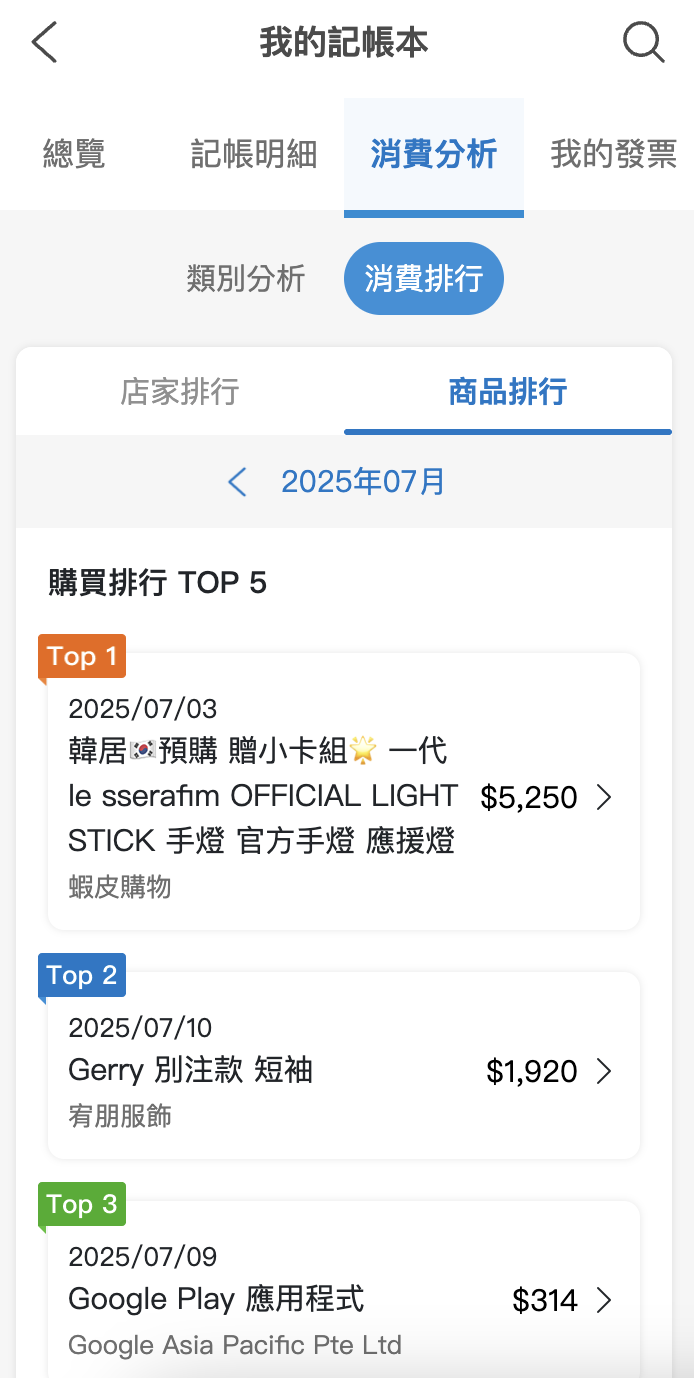 我的記帳本
總覽
記帳明細
消費分析
我的發票
類別分析
消費排行
店家排行
商品排行
2025年07月
購買排行 TOP 5
Top 1
2025/07/03
韓居🇰🇷預購 贈小卡組🌟 一代
le sserafim OFFICIAL LIGHT
STICK 手燈 官方手燈 應援燈
$5,250
蝦皮購物
Top 2
2025/07/10
Gerry 別注款 短袖
$1,920
宥朋服飾
Top 3
2025/07/09
Google Play 應用程式
$314
Google Asia Pacific Pte Ltd